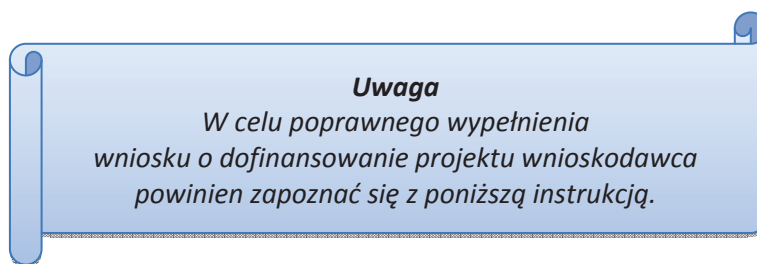 Uwaga
W celu poprawnego wypełnienia
wniosku o dofinansowanie projektu wnioskodawca
powinien zapoznać się z poniższą instrukcją.